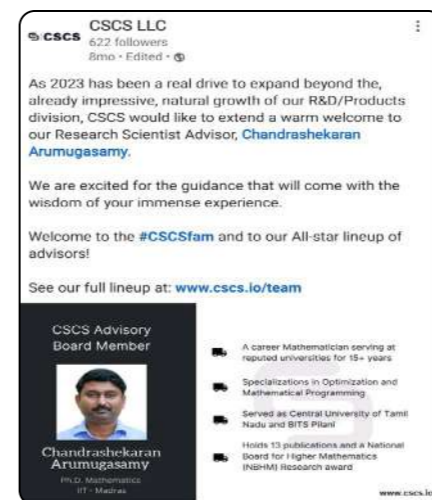 CSCS LLC
CSCS
622 followers
8mo • Edited •
As 2023 has been a real drive to expand beyond the,
already impressive, natural growth of our R&D/Products
division, CSCS would like to extend a warm welcome to
our Research Scientist Advisor, Chandrashekaran
Arumugasamy.
We are excited for the guidance that will come with the
wisdom of your immense experience.
Welcome to the #CSCSfam and to our All-star lineup of
advisors!
See our full lineup at: www.cscs.io/team
CSCS Advisory
Board Member
Chandrashekaran
Arumugasamy
Ph.D. Mathematics
IIT - Madras
A career Mathematician serving at
reputed universities for 15+ years
Specializations in Optimization and
Mathematical Programming
Served as Central University of Tamil
Nadu and BITS Pilani
Holds 13 publications and a National
Board for Higher Mathematics
(NBHM) Research award
www.cscs.io